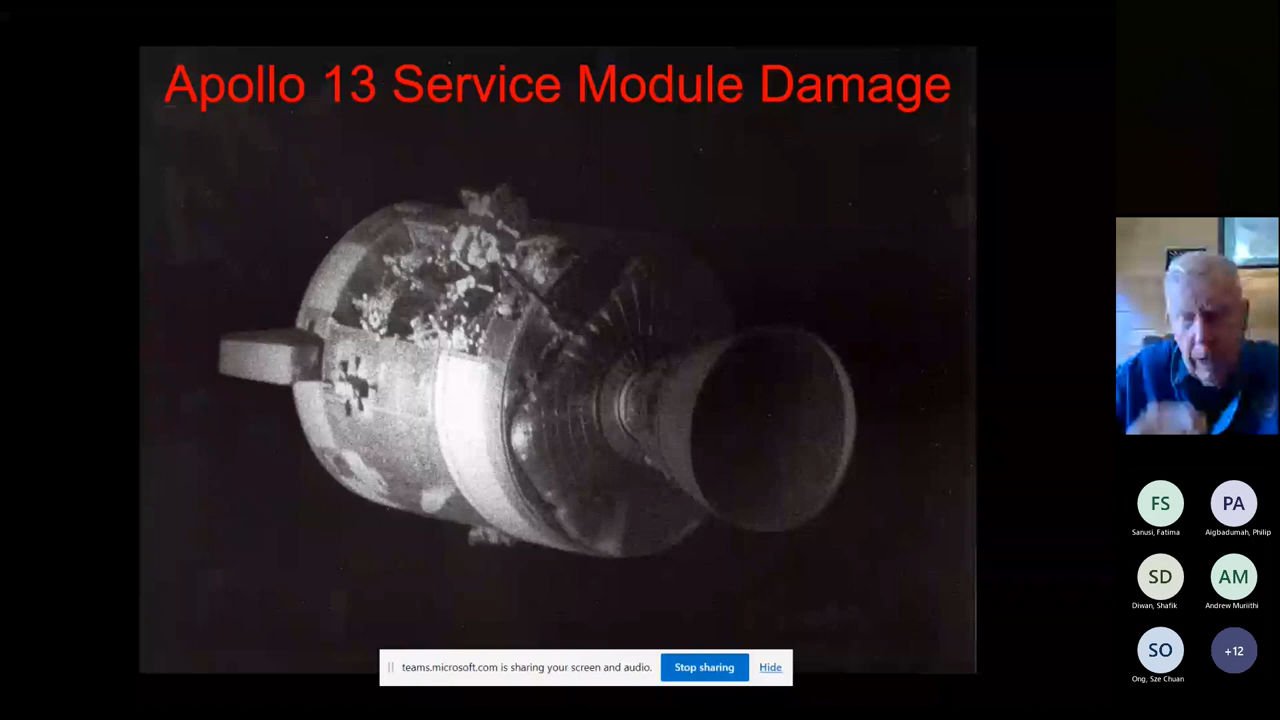 Apollo 13 Service Module Damage
FS
PA
Sanusi, Fatima
Aigbadumah, Philip
SD
AM
Diwan, Shafik
Andrew Muriithi
SO
+12
Ong, Sze Chuan
teams.microsoft.com is sharing your screen and audio.
Stop sharing
Hide